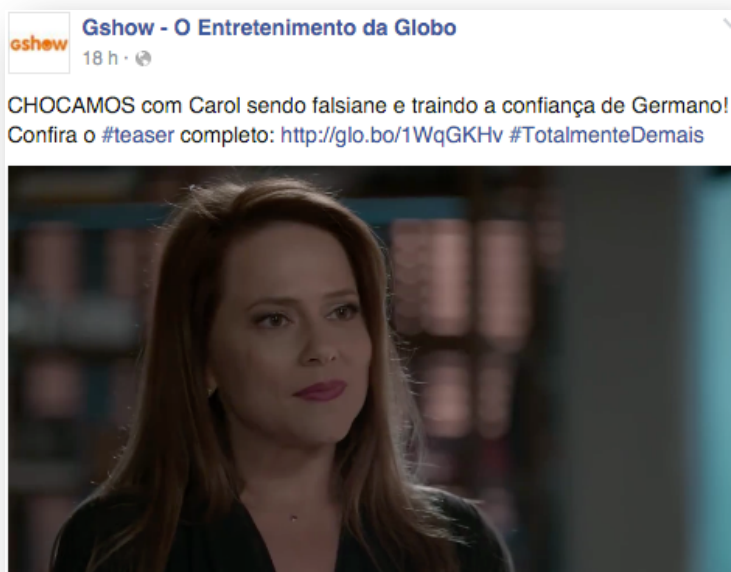 gshow
Gshow - O Entretenimento da Globo
18 h ·
CHOCAMOS com Carol sendo falsiane e traindo a confiança de Germano!
Confira o #teaser completo: http://glo.bo/1WqGKHv #TotalmenteDemais